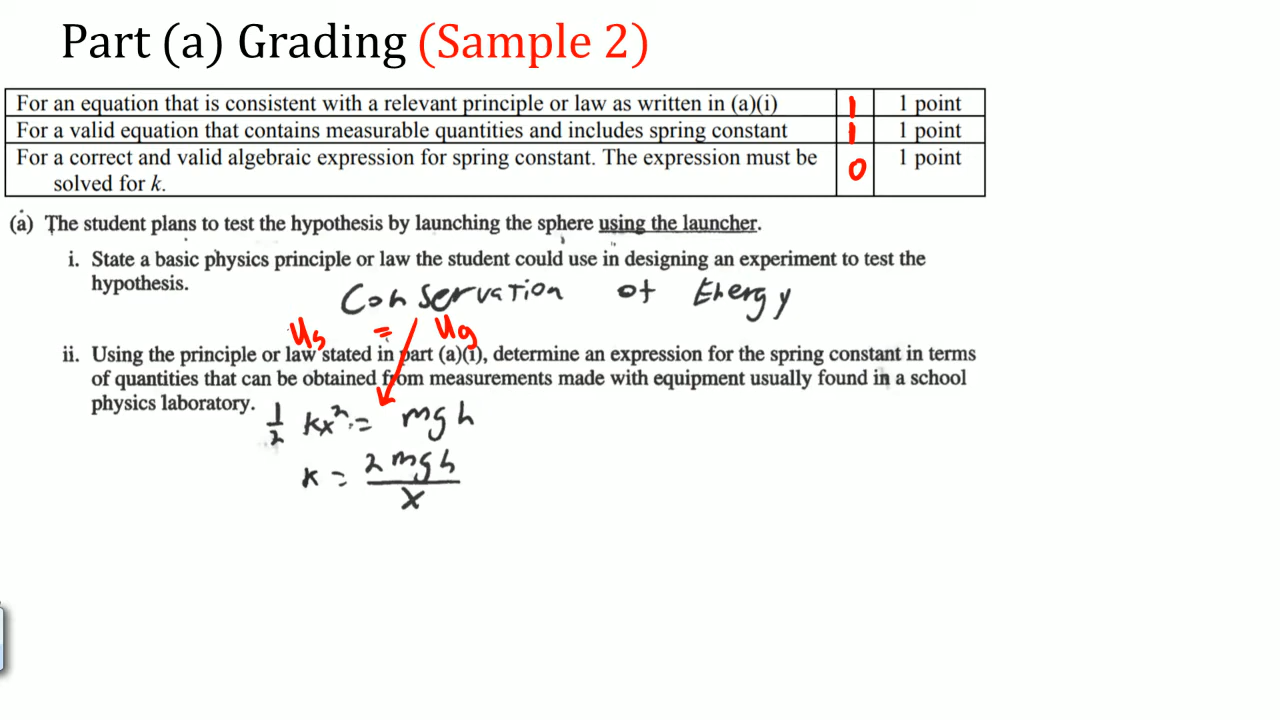 Part (a) Grading (Sample 2)
For an equation that is consistent with a relevant principle or law as written in (a)(i) 1 1 point
For a valid equation that contains measurable quantities and includes spring constant 1 1 point
For a correct and valid algebraic expression for spring constant. The expression must be 0 1 point
solved for k.
(a) The student plans to test the hypothesis by launching the sphere using the launcher.
i. State a basic physics principle or law the student could use in designing an experiment to test the
hypothesis.
Conservation of Energy
Us = Ug
ii. Using the principle or law stated in part (a)(i), determine an expression for the spring constant in terms
of quantities that can be obtained from measurements made with equipment usually found in a school
physics laboratory.
1/2 kx² = mgh
k = 2mgh/x